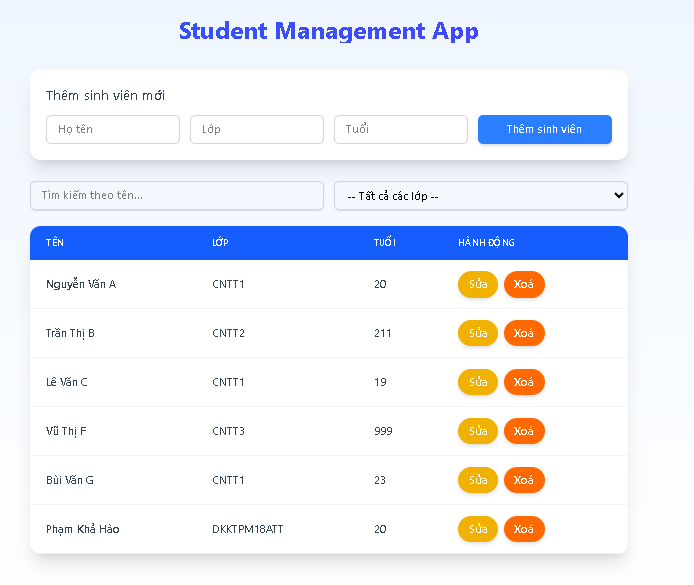 Student Management App
Thêm sinh viên mới
Họ tên
Lớp
Tuổi
Thêm sinh viên
Tìm kiếm theo tên...
-- Tất cả các lớp --
TÊN LỚP TUỔI HÀNH ĐỘNG
Nguyễn Văn A CNTT1 20 Sửa Xoá
Trần Thị B CNTT2 211 Sửa Xoá
Lê Văn C CNTT1 19 Sửa Xoá
Vũ Thị F CNTT3 999 Sửa Xoá
Bùi Văn G CNTT1 23 Sửa Xoá
Phạm Khả Hào DKKTPM18ATT 20 Sửa Xoá